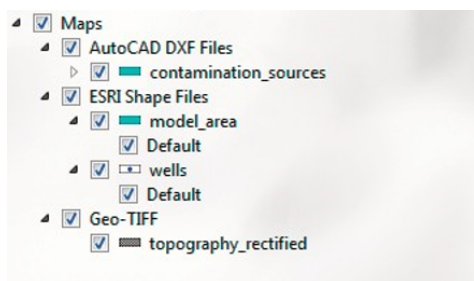 Maps
AutoCAD DXF Files
contamination_sources
ESRI Shape Files
model_area
Default
wells
Default
Geo-TIFF
topography_rectified